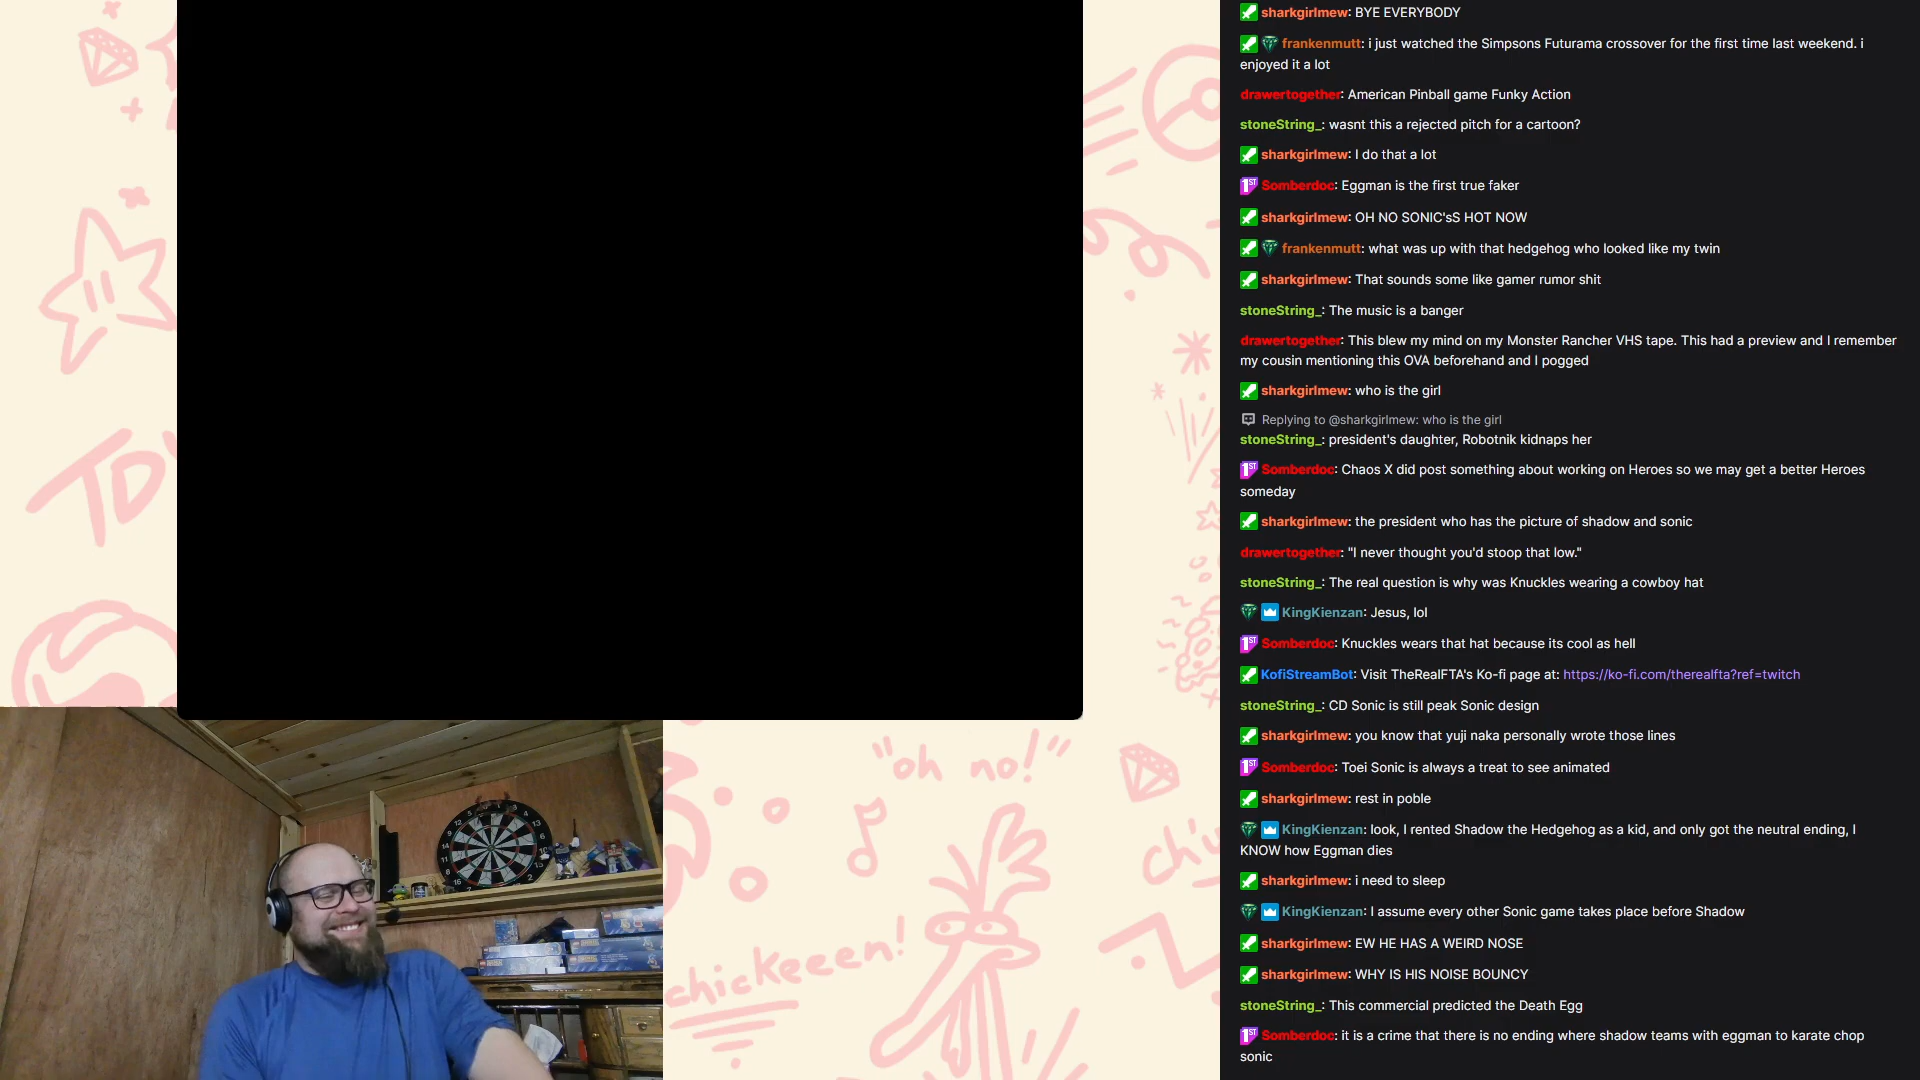 sharkgirlmew: BYE EVERYBODY
frankenmutt: i just watched the Simpsons Futurama crossover for the first time last weekend. i
enjoyed it a lot
drawertogether: American Pinball game Funky Action
stoneString_: wasnt this a rejected pitch for a cartoon?
sharkgirlmew: I do that a lot
1ST Somberdoc: Eggman is the first true faker
sharkgirlmew: OH NO SONIC'sS HOT NOW
frankenmutt: what was up with that hedgehog who looked like my twin
sharkgirlmew: That sounds some like gamer rumor shit
stoneString_: The music is a banger
drawertogether: This blew my mind on my Monster Rancher VHS tape. This had a preview and I remember
my cousin mentioning this OVA beforehand and I pogged
sharkgirlmew: who is the girl
Replying to @sharkgirlmew: who is the girl
stoneString_: president's daughter, Robotnik kidnaps her
1ST Somberdoc: Chaos X did post something about working on Heroes so we may get a better Heroes
someday
sharkgirlmew: the president who has the picture of shadow and sonic
drawertogether: "I never thought you'd stoop that low."
stoneString_: The real question is why was Knuckles wearing a cowboy hat
KingKienzan: Jesus, lol
1ST Somberdoc: Knuckles wears that hat because its cool as hell
KofiStreamBot: Visit TheRealFTA's Ko-fi page at: https://ko-fi.com/therealfta?ref=twitch
stoneString_: CD Sonic is still peak Sonic design
sharkgirlmew: you know that yuji naka personally wrote those lines
1ST Somberdoc: Toei Sonic is always a treat to see animated
sharkgirlmew: rest in poble
KingKienzan: look, I rented Shadow the Hedgehog as a kid, and only got the neutral ending, I
KNOW how Eggman dies
sharkgirlmew: i need to sleep
KingKienzan: I assume every other Sonic game takes place before Shadow
sharkgirlmew: EW HE HAS A WEIRD NOSE
sharkgirlmew: WHY IS HIS NOISE BOUNCY
stoneString_: This commercial predicted the Death Egg
1ST Somberdoc: it is a crime that there is no ending where shadow teams with eggman to karate chop
sonic
"oh no!"
chickeeen!